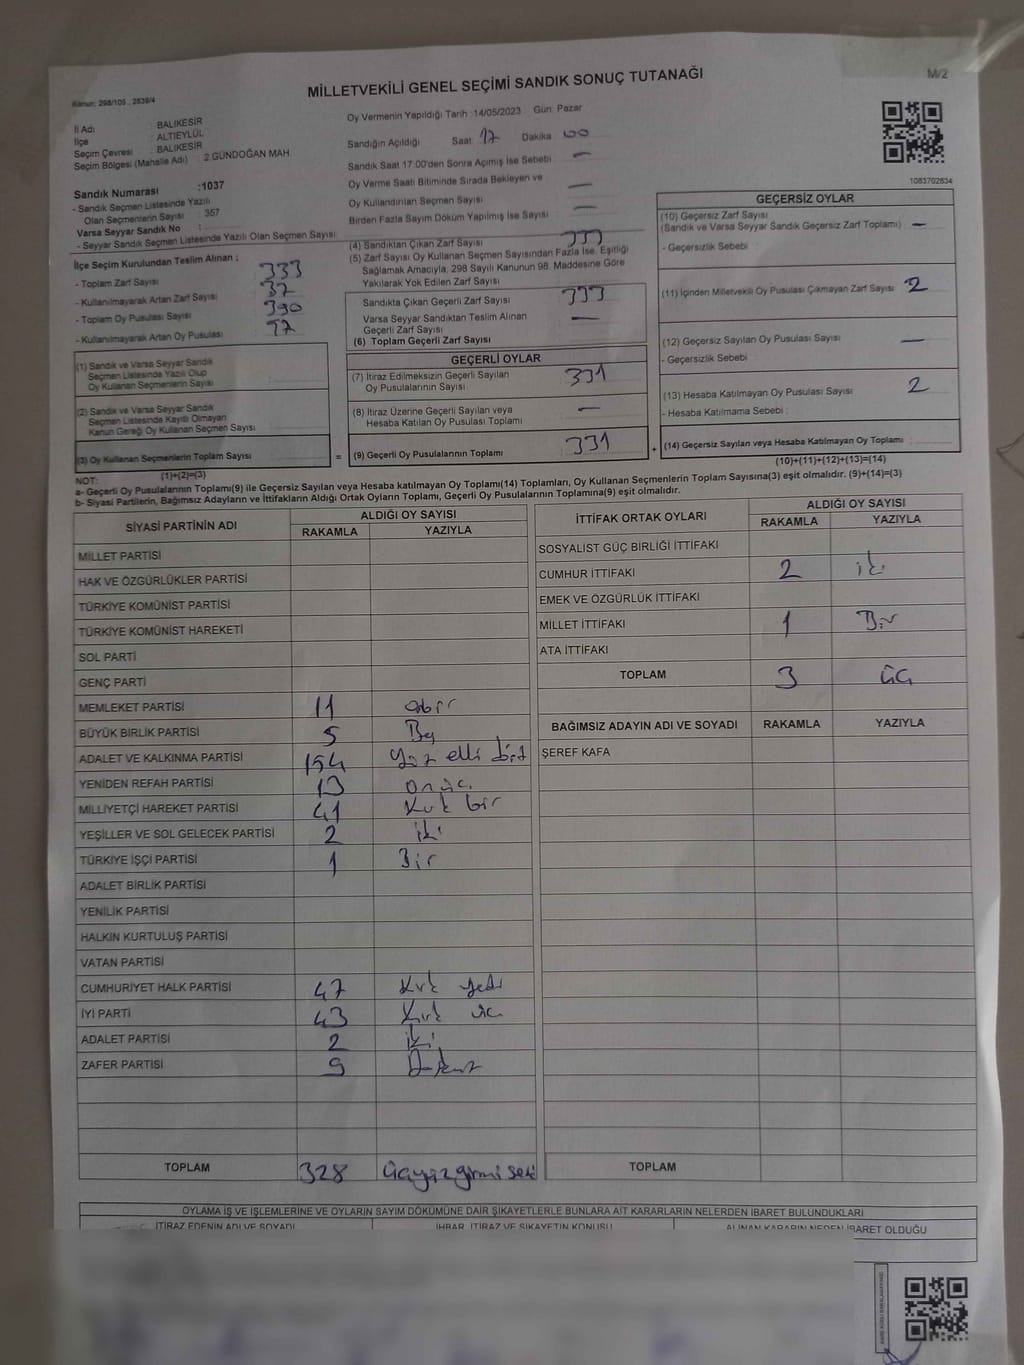 MİLLETVEKİLİ GENEL SEÇİMİ SANDIK SONUÇ TUTANAĞI
M/2
Kanun: 298/105 , 2839/4
İl Adı : BALIKESİR
İlçe : ALTIEYLÜL
Seçim Çevresi : BALIKESİR
Seçim Bölgesi (Mahalle Adı) : 2 GÜNDOĞAN MAH.
Sandık Numarası :1037
- Sandık Seçmen Listesinde Yazılı
Olan Seçmenlerin Sayısı : 357
Varsa Seyyar Sandık No :
- Seyyar Sandık Seçmen Listesinde Yazılı Olan Seçmen Sayısı
İlçe Seçim Kurulundan Teslim Alınan :
- Toplam Zarf Sayısı
- Kullanılmayarak Artan Zarf Sayısı 37
- Toplam Oy Pusulası Sayısı 390
- Kullanılmayarak Artan Oy Pusulası
(1) Sandık ve Varsa Seyyar Sandık
Seçmen Listesinde Yazılı Olup
Oy Kullanan Seçmenlerin Sayısı
(2) Sandık ve Varsa Seyyar Sandık
Seçmen Listesinde Kayıtlı Olmayan
Kanun Gereği Oy Kullanan Seçmen Sayısı
(3) Oy Kullanan Seçmenlerin Toplam Sayısı
(1)+(2)=(3)
Oy Vermenin Yapıldığı Tarih :14/05/2023 Gün: Pazar
Sandığın Açıldığı Saat 17 Dakika 00
Sandık Saat 17:00'den Sonra Açılmış İse Sebebi: —
Oy Verme Saati Bitiminde Sırada Bekleyen ve
Oy Kullandırılan Seçmen Sayısı —
Birden Fazla Sayım Döküm Yapılmış İse Sayısı —
(4) Sandıktan Çıkan Zarf Sayısı 333
(5) Zarf Sayısı Oy Kullanan Seçmen Sayısından Fazla İse, Eşitliği
Sağlamak Amacıyla, 298 Sayılı Kanunun 98. Maddesine Göre
Yakılarak Yok Edilen Zarf Sayısı
Sandıkta Çıkan Geçerli Zarf Sayısı 333
Varsa Seyyar Sandıktan Teslim Alınan
Geçerli Zarf Sayısı —
(6) Toplam Geçerli Zarf Sayısı
GEÇERLİ OYLAR
(7) İtiraz Edilmeksizin Geçerli Sayılan
Oy Pusulalarının Sayısı 331
(8) İtiraz Üzerine Geçerli Sayılan veya
Hesaba Katılan Oy Pusulası Toplamı —
= (9) Geçerli Oy Pusulalarının Toplamı 331 +
1083702834
GEÇERSİZ OYLAR
(10) Geçersiz Zarf Sayısı
(Sandık ve Varsa Seyyar Sandık Geçersiz Zarf Toplamı) —
- Geçersizlik Sebebi :
(11) İçinden Milletvekili Oy Pusulası Çıkmayan Zarf Sayısı 2
(12) Geçersiz Sayılan Oy Pusulası Sayısı —
- Geçersizlik Sebebi
(13) Hesaba Katılmayan Oy Pusulası Sayısı 2
- Hesaba Katılmama Sebebi :
(14) Geçersiz Sayılan veya Hesaba Katılmayan Oy Toplamı
(10)+(11)+(12)+(13)=(14)
NOT:
a- Geçerli Oy Pusulalarının Toplamı(9) ile Geçersiz Sayılan veya Hesaba katılmayan Oy Toplamı(14) Toplamları, Oy Kullanan Seçmenlerin Toplam Sayısına(3) eşit olmalıdır. (9)+(14)=(3)
b- Siyasi Partilerin, Bağımsız Adayların ve İttifakların Aldığı Ortak Oyların Toplamı, Geçerli Oy Pusulalarının Toplamına(9) eşit olmalıdır.
SİYASİ PARTİNİN ADI
ALDIĞI OY SAYISI
RAKAMLA YAZIYLA
MİLLET PARTİSİ
HAK VE ÖZGÜRLÜKLER PARTİSİ
TÜRKİYE KOMÜNİST PARTİSİ
TÜRKİYE KOMÜNİST HAREKETİ
SOL PARTİ
GENÇ PARTİ
MEMLEKET PARTİSİ 11 onbir
BÜYÜK BİRLİK PARTİSİ 5 Beş
ADALET VE KALKINMA PARTİSİ 154 Yüz elli
YENİDEN REFAH PARTİSİ 13 onüç
MİLLİYETÇİ HAREKET PARTİSİ 41 Kırk bir
YEŞİLLER VE SOL GELECEK PARTİSİ 2 iki
TÜRKİYE İŞÇİ PARTİSİ 1 Bir
ADALET BİRLİK PARTİSİ
YENİLİK PARTİSİ
HALKIN KURTULUŞ PARTİSİ
VATAN PARTİSİ
CUMHURİYET HALK PARTİSİ 47 Kırk yedi
İYİ PARTİ 43 Kırk üç
ADALET PARTİSİ 2 iki
ZAFER PARTİSİ 9 Dokuz
TOPLAM 328 üçyüzyirmi seki
İTTİFAK ORTAK OYLARI
ALDIĞI OY SAYISI
RAKAMLA YAZIYLA
SOSYALİST GÜÇ BİRLİĞİ İTTİFAKI
CUMHUR İTTİFAKI 2 iki
EMEK VE ÖZGÜRLÜK İTTİFAKI
MİLLET İTTİFAKI 1 Bir
ATA İTTİFAKI
TOPLAM 3 üç
BAĞIMSIZ ADAYIN ADI VE SOYADI RAKAMLA YAZIYLA
ŞEREF KAFA
TOPLAM
OYLAMA İŞ VE İŞLEMLERİNE VE OYLARIN SAYIM DÖKÜMÜNE DAİR ŞİKAYETLERLE BUNLARA AİT KARARLARIN NELERDEN İBARET BULUNDUKLARI
İTİRAZ EDENİN ADI VE SOYADI İHBAR, İTİRAZ VE ŞİKAYETİN KONUSU ALINAN KARARIN NEDEN İBARET OLDUĞU